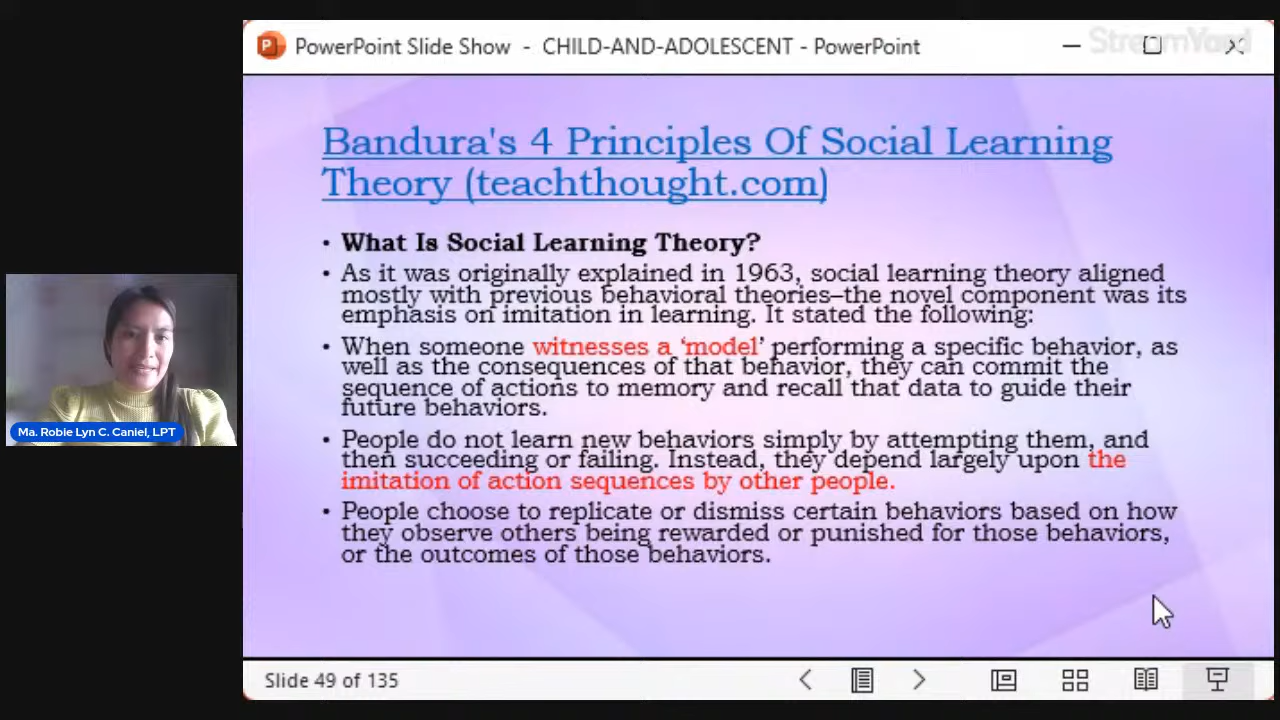 PowerPoint Slide Show - CHILD-AND-ADOLESCENT - PowerPoint
StreamYard
Bandura's 4 Principles Of Social Learning
Theory (teachthought.com)
• What Is Social Learning Theory?
• As it was originally explained in 1963, social learning theory aligned
mostly with previous behavioral theories–the novel component was its
emphasis on imitation in learning. It stated the following:
• When someone witnesses a ‘model’ performing a specific behavior, as
well as the consequences of that behavior, they can commit the
sequence of actions to memory and recall that data to guide their
future behaviors.
• People do not learn new behaviors simply by attempting them, and
then succeeding or failing. Instead, they depend largely upon the
imitation of action sequences by other people.
• People choose to replicate or dismiss certain behaviors based on how
they observe others being rewarded or punished for those behaviors,
or the outcomes of those behaviors.
Ma. Robie Lyn C. Caniel, LPT
Slide 49 of 135